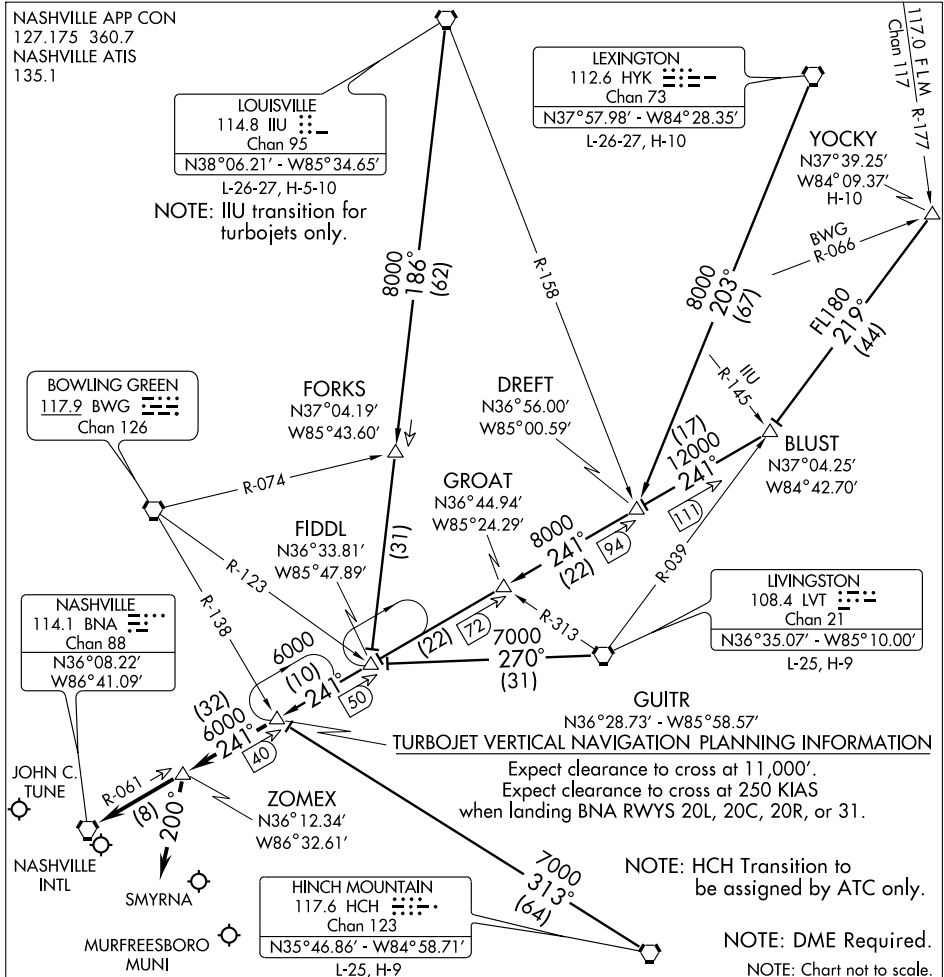 NASHVILLE APP CON
127.175 360.7
NASHVILLE ATIS
135.1
LOUISVILLE
114.8 IIU
Chan 95
N38°06.21' - W85°34.65'
L-26-27, H-5-10
NOTE: IIU transition for
turbojets only.
LEXINGTON
112.6 HYK
Chan 73
N37°57.98' - W84°28.35'
L-26-27, H-10
117.0 FLM
Chan 117
R-177
YOCKY
N37°39.25'
W84°09.37'
H-10
BWG
R-066
8000
186°
(62)
R-158
8000
203°
(67)
FL180
219°
(44)
IIU
R-145
BOWLING GREEN
117.9 BWG
Chan 126
FORKS
N37°04.19'
W85°43.60'
DREFT
N36°56.00'
W85°00.59'
(17)
12000
241°
111
BLUST
N37°04.25'
W84°42.70'
R-074
GROAT
N36°44.94'
W85°24.29'
8000
241°
(22)
94
R-039
(31)
FIDDL
N36°33.81'
W85°47.89'
R-123
R-138
NASHVILLE
114.1 BNA
Chan 88
N36°08.22'
W86°41.09'
(22)
72
R-313
LIVINGSTON
108.4 LVT
Chan 21
N36°35.07' - W85°10.00'
L-25, H-9
7000
270°
(31)
6000
(10)
241°
50
GUITR
N36°28.73' - W85°58.57'
TURBOJET VERTICAL NAVIGATION PLANNING INFORMATION
Expect clearance to cross at 11,000'.
Expect clearance to cross at 250 KIAS
when landing BNA RWYS 20L, 20C, 20R, or 31.
(32)
6000
241°
40
JOHN C.
TUNE
R-061
(8)
200°
ZOMEX
N36°12.34'
W86°32.61'
NASHVILLE
INTL
SMYRNA
MURFREESBORO
MUNI
7000
313°
(64)
HINCH MOUNTAIN
117.6 HCH
Chan 123
N35°46.86' - W84°58.71'
L-25, H-9
NOTE: HCH Transition to
be assigned by ATC only.
NOTE: DME Required.
NOTE: Chart not to scale.